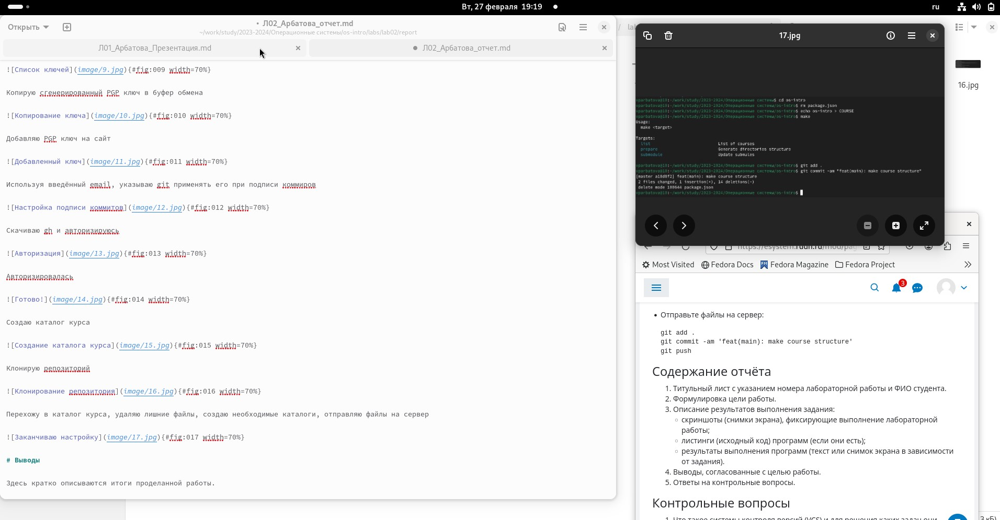 Вт, 27 февраля 19:19
ru
Открыть
• Л02_Арбатова_отчет.md
~/work/study/2023-2024/Операционные системы/os-intro/labs/lab02/report
Л01_Арбатова_Презентация.md
Л02_Арбатова_отчет.md
![Список ключей](image/9.jpg){#fig:009 width=70%}
Копирую сгенерированный PGP ключ в буфер обмена
![Копирование ключа](image/10.jpg){#fig:010 width=70%}
Добавляю PGP ключ на сайт
![Добавленный ключ](image/11.jpg){#fig:011 width=70%}
Используя введённый email, указываю git применять его при подписи коммиров
![Настройка подписи коммитов](image/12.jpg){#fig:012 width=70%}
Скачиваю gh и авторизируюсь
![Авторизация](image/13.jpg){#fig:013 width=70%}
Авторизировалась
![Готово!](image/14.jpg){#fig:014 width=70%}
Создаю каталог курса
![Создание каталога курса](image/15.jpg){#fig:015 width=70%}
Клонирую репозиторий
![Клонирование репозитория](image/16.jpg){#fig:016 width=70%}
Перехожу в каталог курса, удаляю лишние файлы, создаю необходимые каталоги, отправляю файлы на сервер
![Заканчиваю настройку](image/17.jpg){#fig:017 width=70%}
# Выводы
Здесь кратко описываются итоги проделанной работы.
/ lab
16.jpg
17.jpg
vparbatova@10:~/work/study/2023-2024/Операционные системы$ cd os-intro
vparbatova@10:~/work/study/2023-2024/Операционные системы/os-intro$ rm package.json
vparbatova@10:~/work/study/2023-2024/Операционные системы/os-intro$ echo os-intro > COURSE
vparbatova@10:~/work/study/2023-2024/Операционные системы/os-intro$ make
Usage:
make <target>
Targets:
list List of courses
prepare Generate directories structure
submodule Update submules
vparbatova@10:~/work/study/2023-2024/Операционные системы/os-intro$ git add .
vparbatova@10:~/work/study/2023-2024/Операционные системы/os-intro$ git commit -am "feat(main): make course structure"
[master a18d8f2] feat(main): make course structure
2 files changed, 1 insertion(+), 14 deletions(-)
delete mode 100644 package.json
vparbatova@10:~/work/study/2023-2024/Операционные системы/os-intro$
https://esystem.rudn.ru/mod/pag
Most Visited Fedora Docs Fedora Magazine Fedora Project
3
• Отправьте файлы на сервер:
git add .
git commit -am 'feat(main): make course structure'
git push
Содержание отчёта
1. Титульный лист с указанием номера лабораторной работы и ФИО студента.
2. Формулировка цели работы.
3. Описание результатов выполнения задания:
◦ скриншоты (снимки экрана), фиксирующие выполнение лабораторной
работы;
◦ листинги (исходный код) программ (если они есть);
◦ результаты выполнения программ (текст или снимок экрана в зависимости
от задания).
4. Выводы, согласованные с целью работы.
5. Ответы на контрольные вопросы.
Контрольные вопросы
1. Что такое системы контроля версий (VCS) и для решения каких задач они